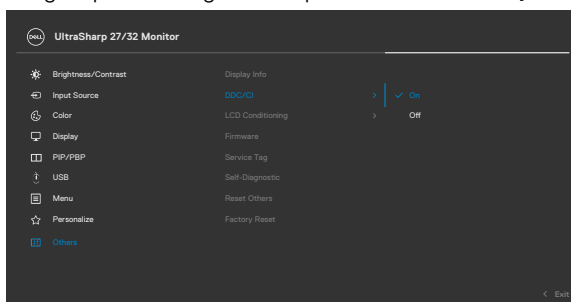 DELL
UltraSharp 27/32 Monitor
Brightness/Contrast Display Info
Input Source DDC/CI > ✓ On
Color LCD Conditioning > Off
Display Firmware
PIP/PBP Service Tag
USB Self-Diagnostic
Menu Reset Others
Personalize Factory Reset
Others
< Exit